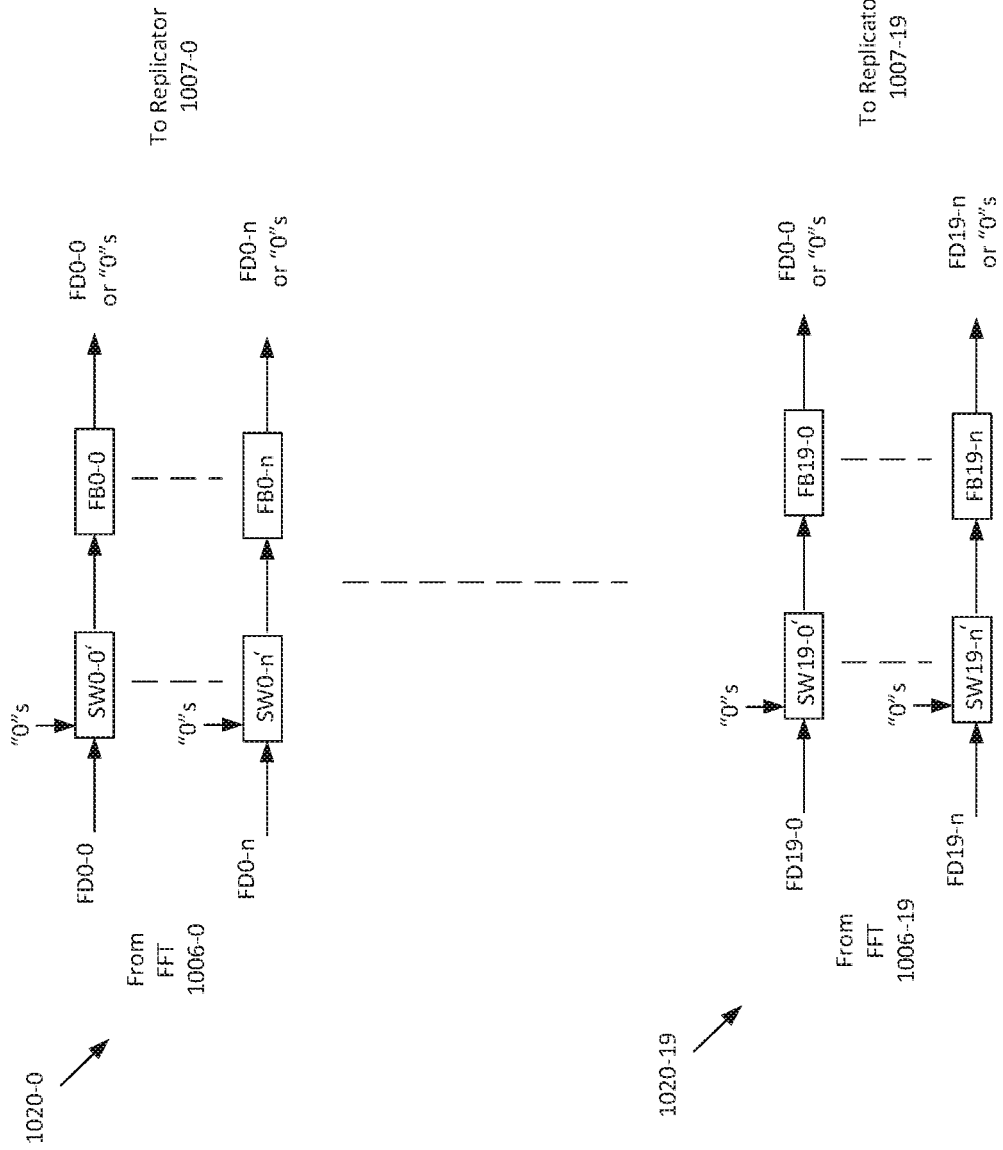 1020-0
From
FFT
1006-0
FD0-0
"0"s
SW0-0'
FB0-0
FD0-0
or "0"s
FD0-n
"0"s
SW0-n'
FB0-n
FD0-n
or "0"s
To Replicator
1007-0
1020-19
From
FFT
1006-19
FD19-0
"0"s
SW19-0'
FB19-0
FD0-0
or "0"s
FD19-n
"0"s
SW19-n'
FB19-n
FD19-n
or "0"s
To Replicato
1007-19